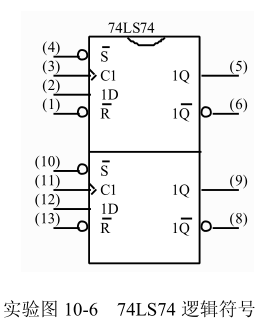 74LS74
(4) S̅
(3) C1 1Q (5)
(2) 1D
(1) R̅ 1Q̅ (6)
(10) S̅
(11) C1 1Q (9)
(12) 1D
(13) R̅ 1Q̅ (8)
实验图 10-6 74LS74 逻辑符号